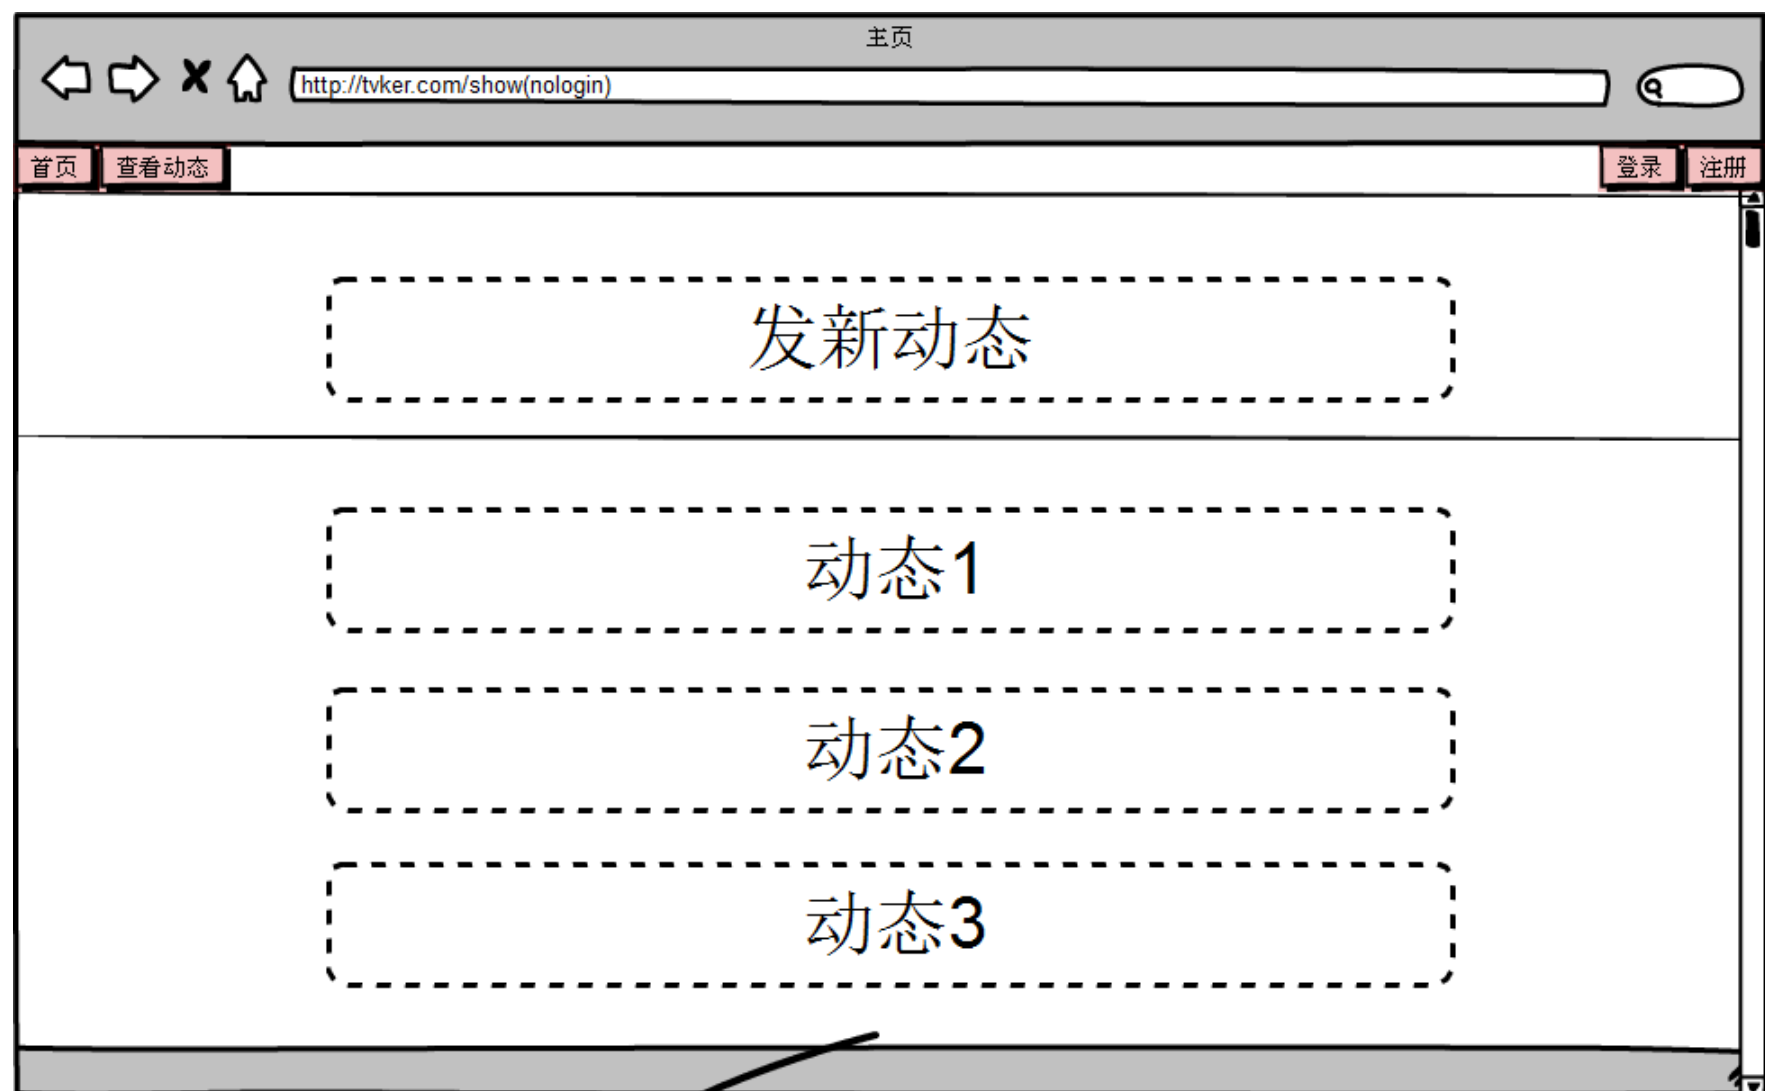 主页
http://tvker.com/show(nologin)
首页 查看动态 登录 注册
发新动态
动态1
动态2
动态3